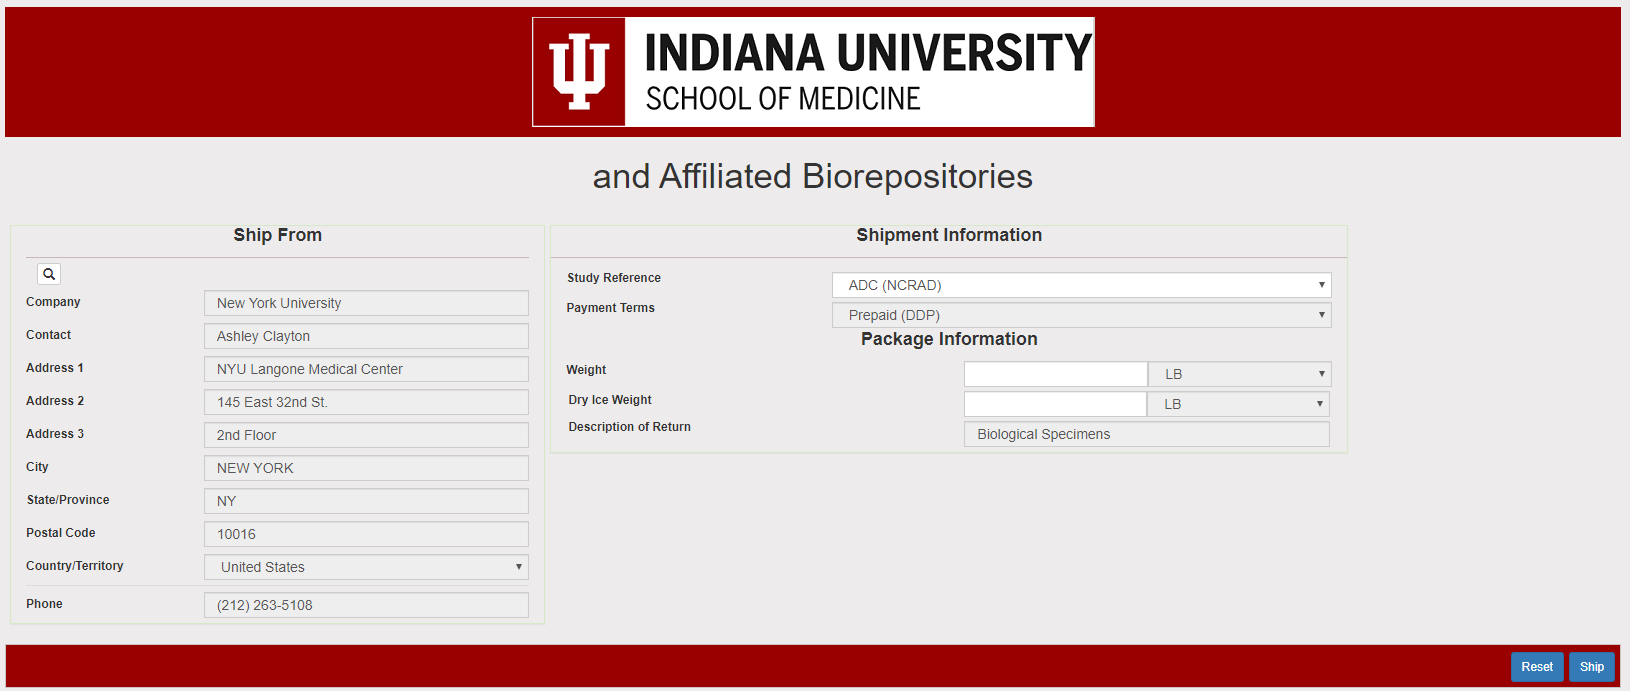 INDIANA UNIVERSITY
SCHOOL OF MEDICINE
and Affiliated Biorepositories
Ship From
Company New York University
Contact Ashley Clayton
Address 1 NYU Langone Medical Center
Address 2 145 East 32nd St.
Address 3 2nd Floor
City NEW YORK
State/Province NY
Postal Code 10016
Country/Territory United States
Phone (212) 263-5108
Shipment Information
Study Reference ADC (NCRAD)
Payment Terms Prepaid (DDP)
Package Information
Weight LB
Dry Ice Weight LB
Description of Return Biological Specimens
Reset Ship